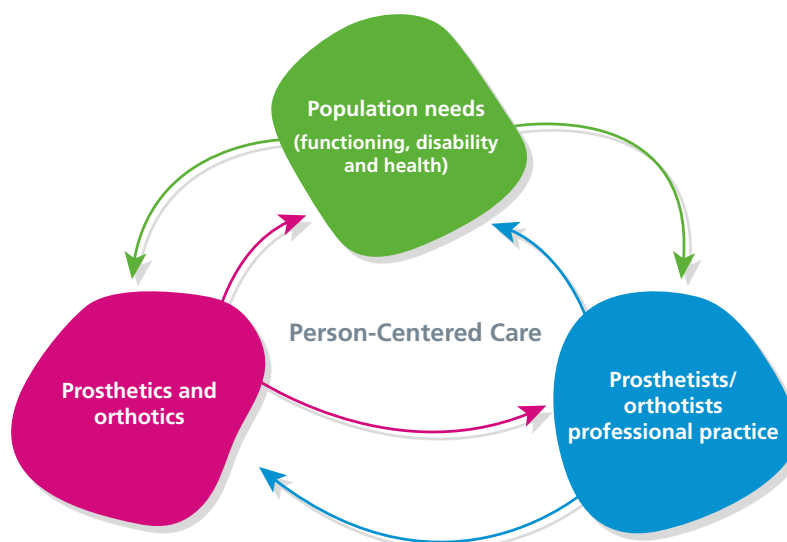 Population needs
(functioning, disability
and health)
Person-Centered Care
Prosthetics and
orthotics
Prosthetists/
orthotists
professional practice